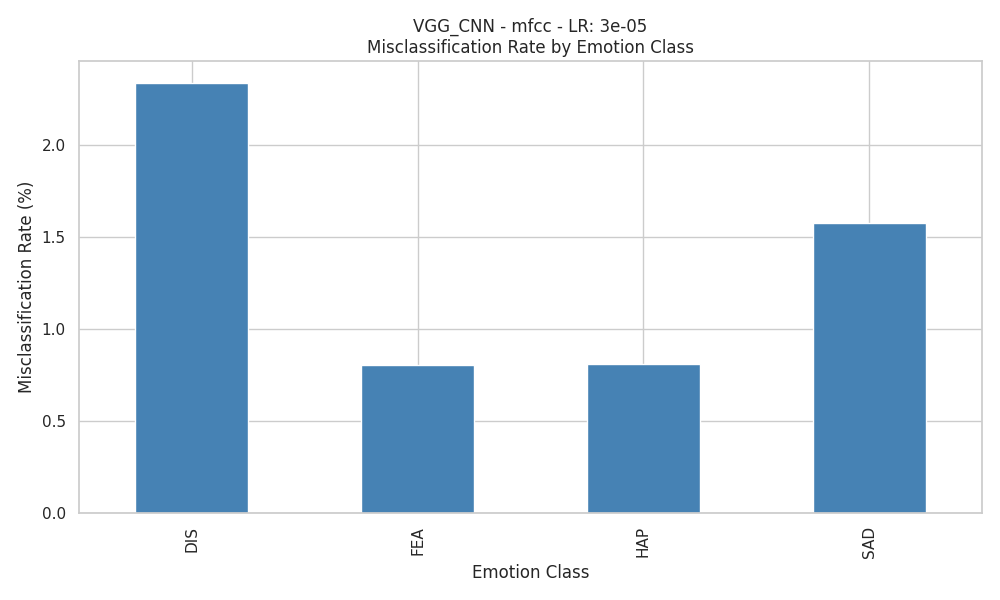 VGG_CNN - mfcc - LR: 3e-05
Misclassification Rate by Emotion Class
Misclassification Rate (%)
2.0
1.5
1.0
0.5
0.0
DIS
FEA
HAP
SAD
Emotion Class